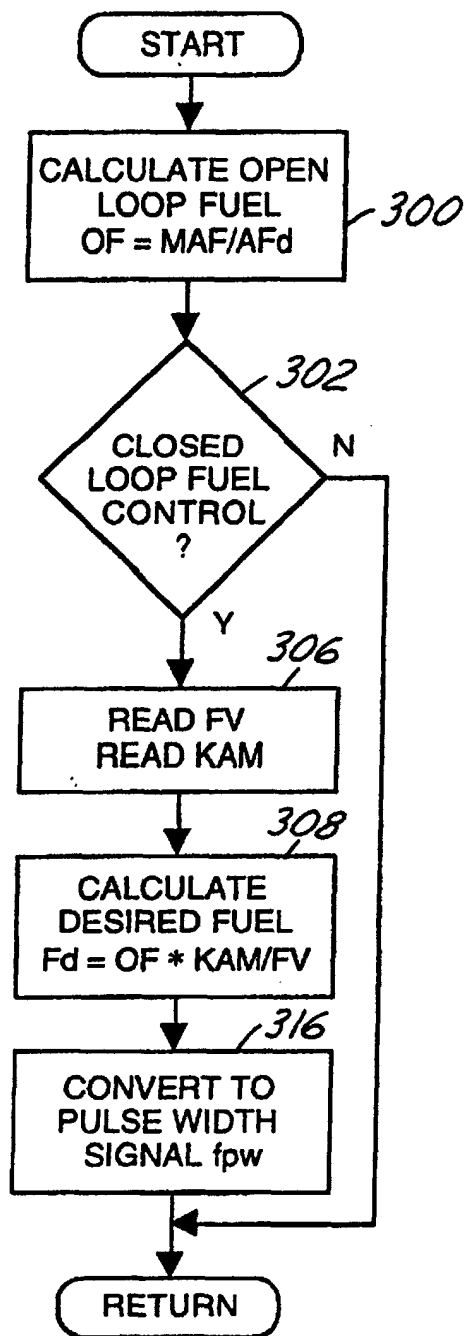 START
CALCULATE OPEN
LOOP FUEL
OF = MAF/AFd
300
302
CLOSED
LOOP FUEL
CONTROL
?
N
Y
306
READ FV
READ KAM
308
CALCULATE
DESIRED FUEL
Fd = OF * KAM/FV
316
CONVERT TO
PULSE WIDTH
SIGNAL fpw
RETURN